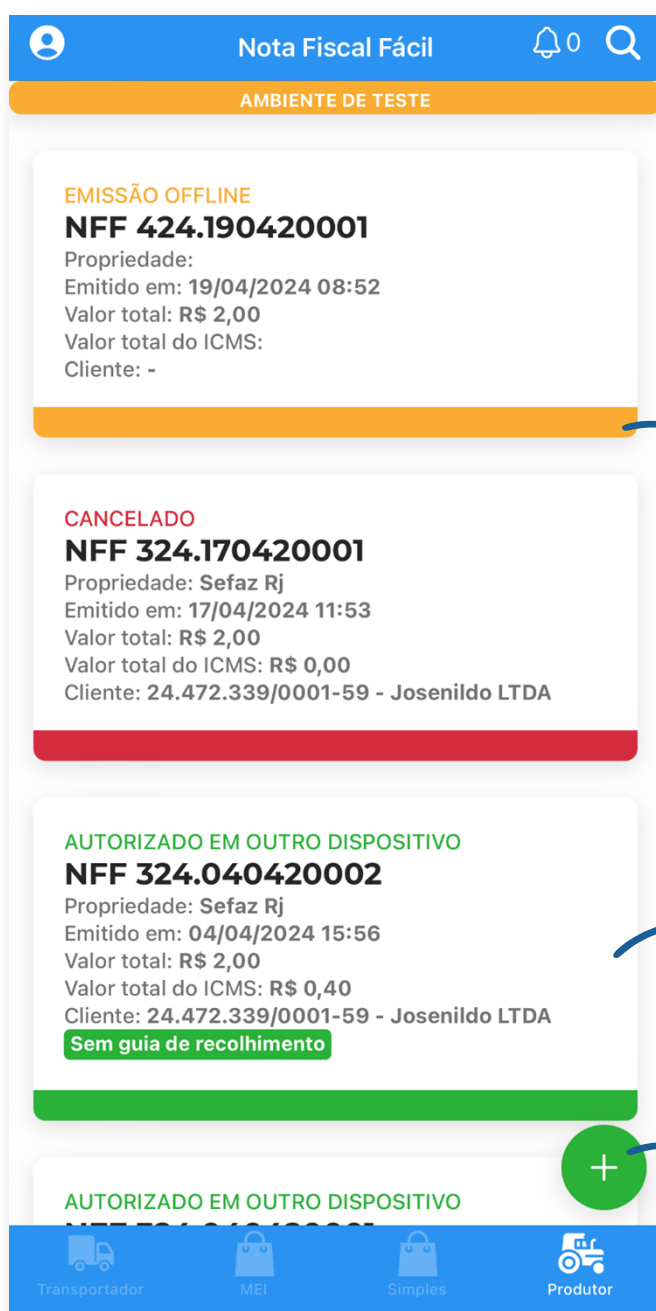 Nota Fiscal Fácil
0
AMBIENTE DE TESTE
EMISSÃO OFFLINE
NFF 424.190420001
Propriedade:
Emitido em: 19/04/2024 08:52
Valor total: R$ 2,00
Valor total do ICMS:
Cliente: -
CANCELADO
NFF 324.170420001
Propriedade: Sefaz Rj
Emitido em: 17/04/2024 11:53
Valor total: R$ 2,00
Valor total do ICMS: R$ 0,00
Cliente: 24.472.339/0001-59 - Josenildo LTDA
AUTORIZADO EM OUTRO DISPOSITIVO
NFF 324.040420002
Propriedade: Sefaz Rj
Emitido em: 04/04/2024 15:56
Valor total: R$ 2,00
Valor total do ICMS: R$ 0,40
Cliente: 24.472.339/0001-59 - Josenildo LTDA
Sem guia de recolhimento
+
AUTORIZADO EM OUTRO DISPOSITIVO
Transportador MEI Simples Produtor